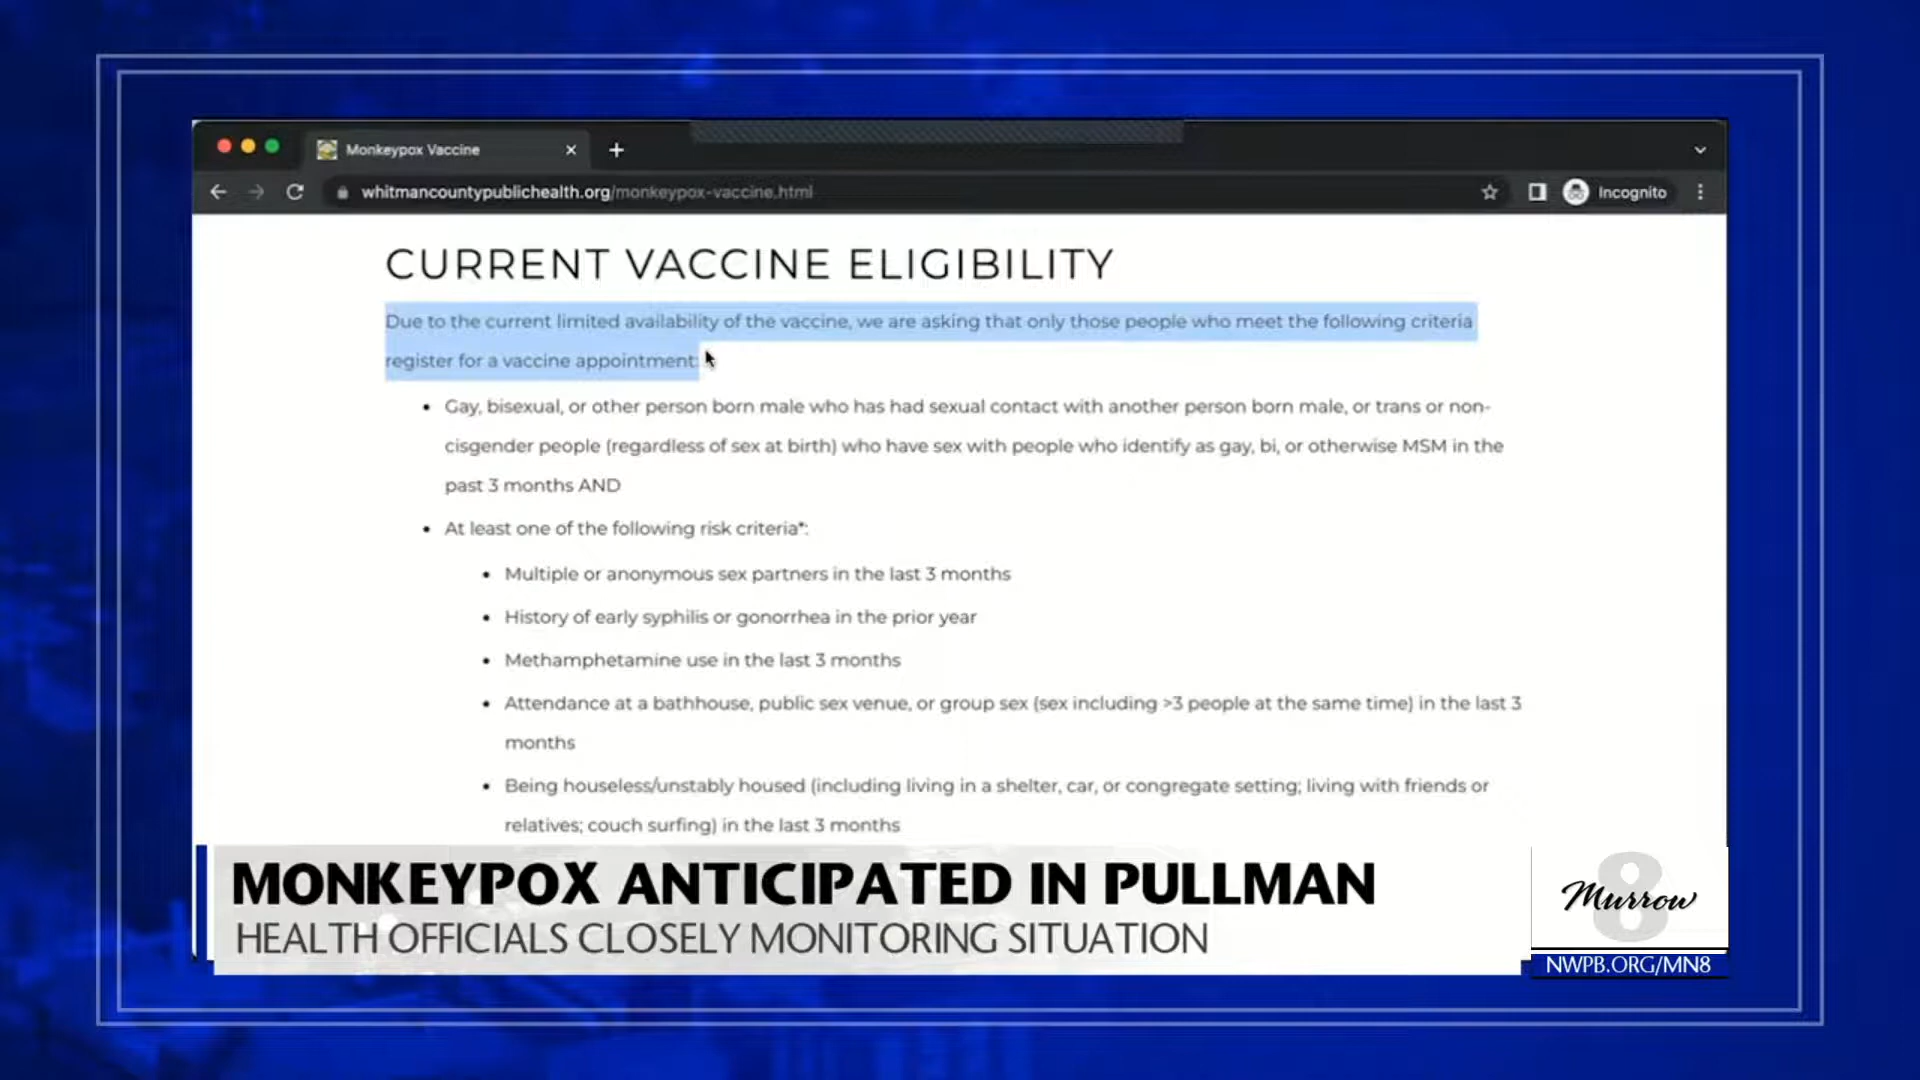 Monkeypox Vaccine
whitmancountypublichealth.org/monkeypox-vaccine.html
Incognito
CURRENT VACCINE ELIGIBILITY
Due to the current limited availability of the vaccine, we are asking that only those people who meet the following criteria
register for a vaccine appointment:
• Gay, bisexual, or other person born male who has had sexual contact with another person born male, or trans or non-
cisgender people (regardless of sex at birth) who have sex with people who identify as gay, bi, or otherwise MSM in the
past 3 months AND
• At least one of the following risk criteria*:
• Multiple or anonymous sex partners in the last 3 months
• History of early syphilis or gonorrhea in the prior year
• Methamphetamine use in the last 3 months
• Attendance at a bathhouse, public sex venue, or group sex (sex including >3 people at the same time) in the last 3
months
• Being houseless/unstably housed (including living in a shelter, car, or congregate setting; living with friends or
relatives; couch surfing) in the last 3 months
MONKEYPOX ANTICIPATED IN PULLMAN
HEALTH OFFICIALS CLOSELY MONITORING SITUATION
8
Murrow
NWPB.ORG/MN8